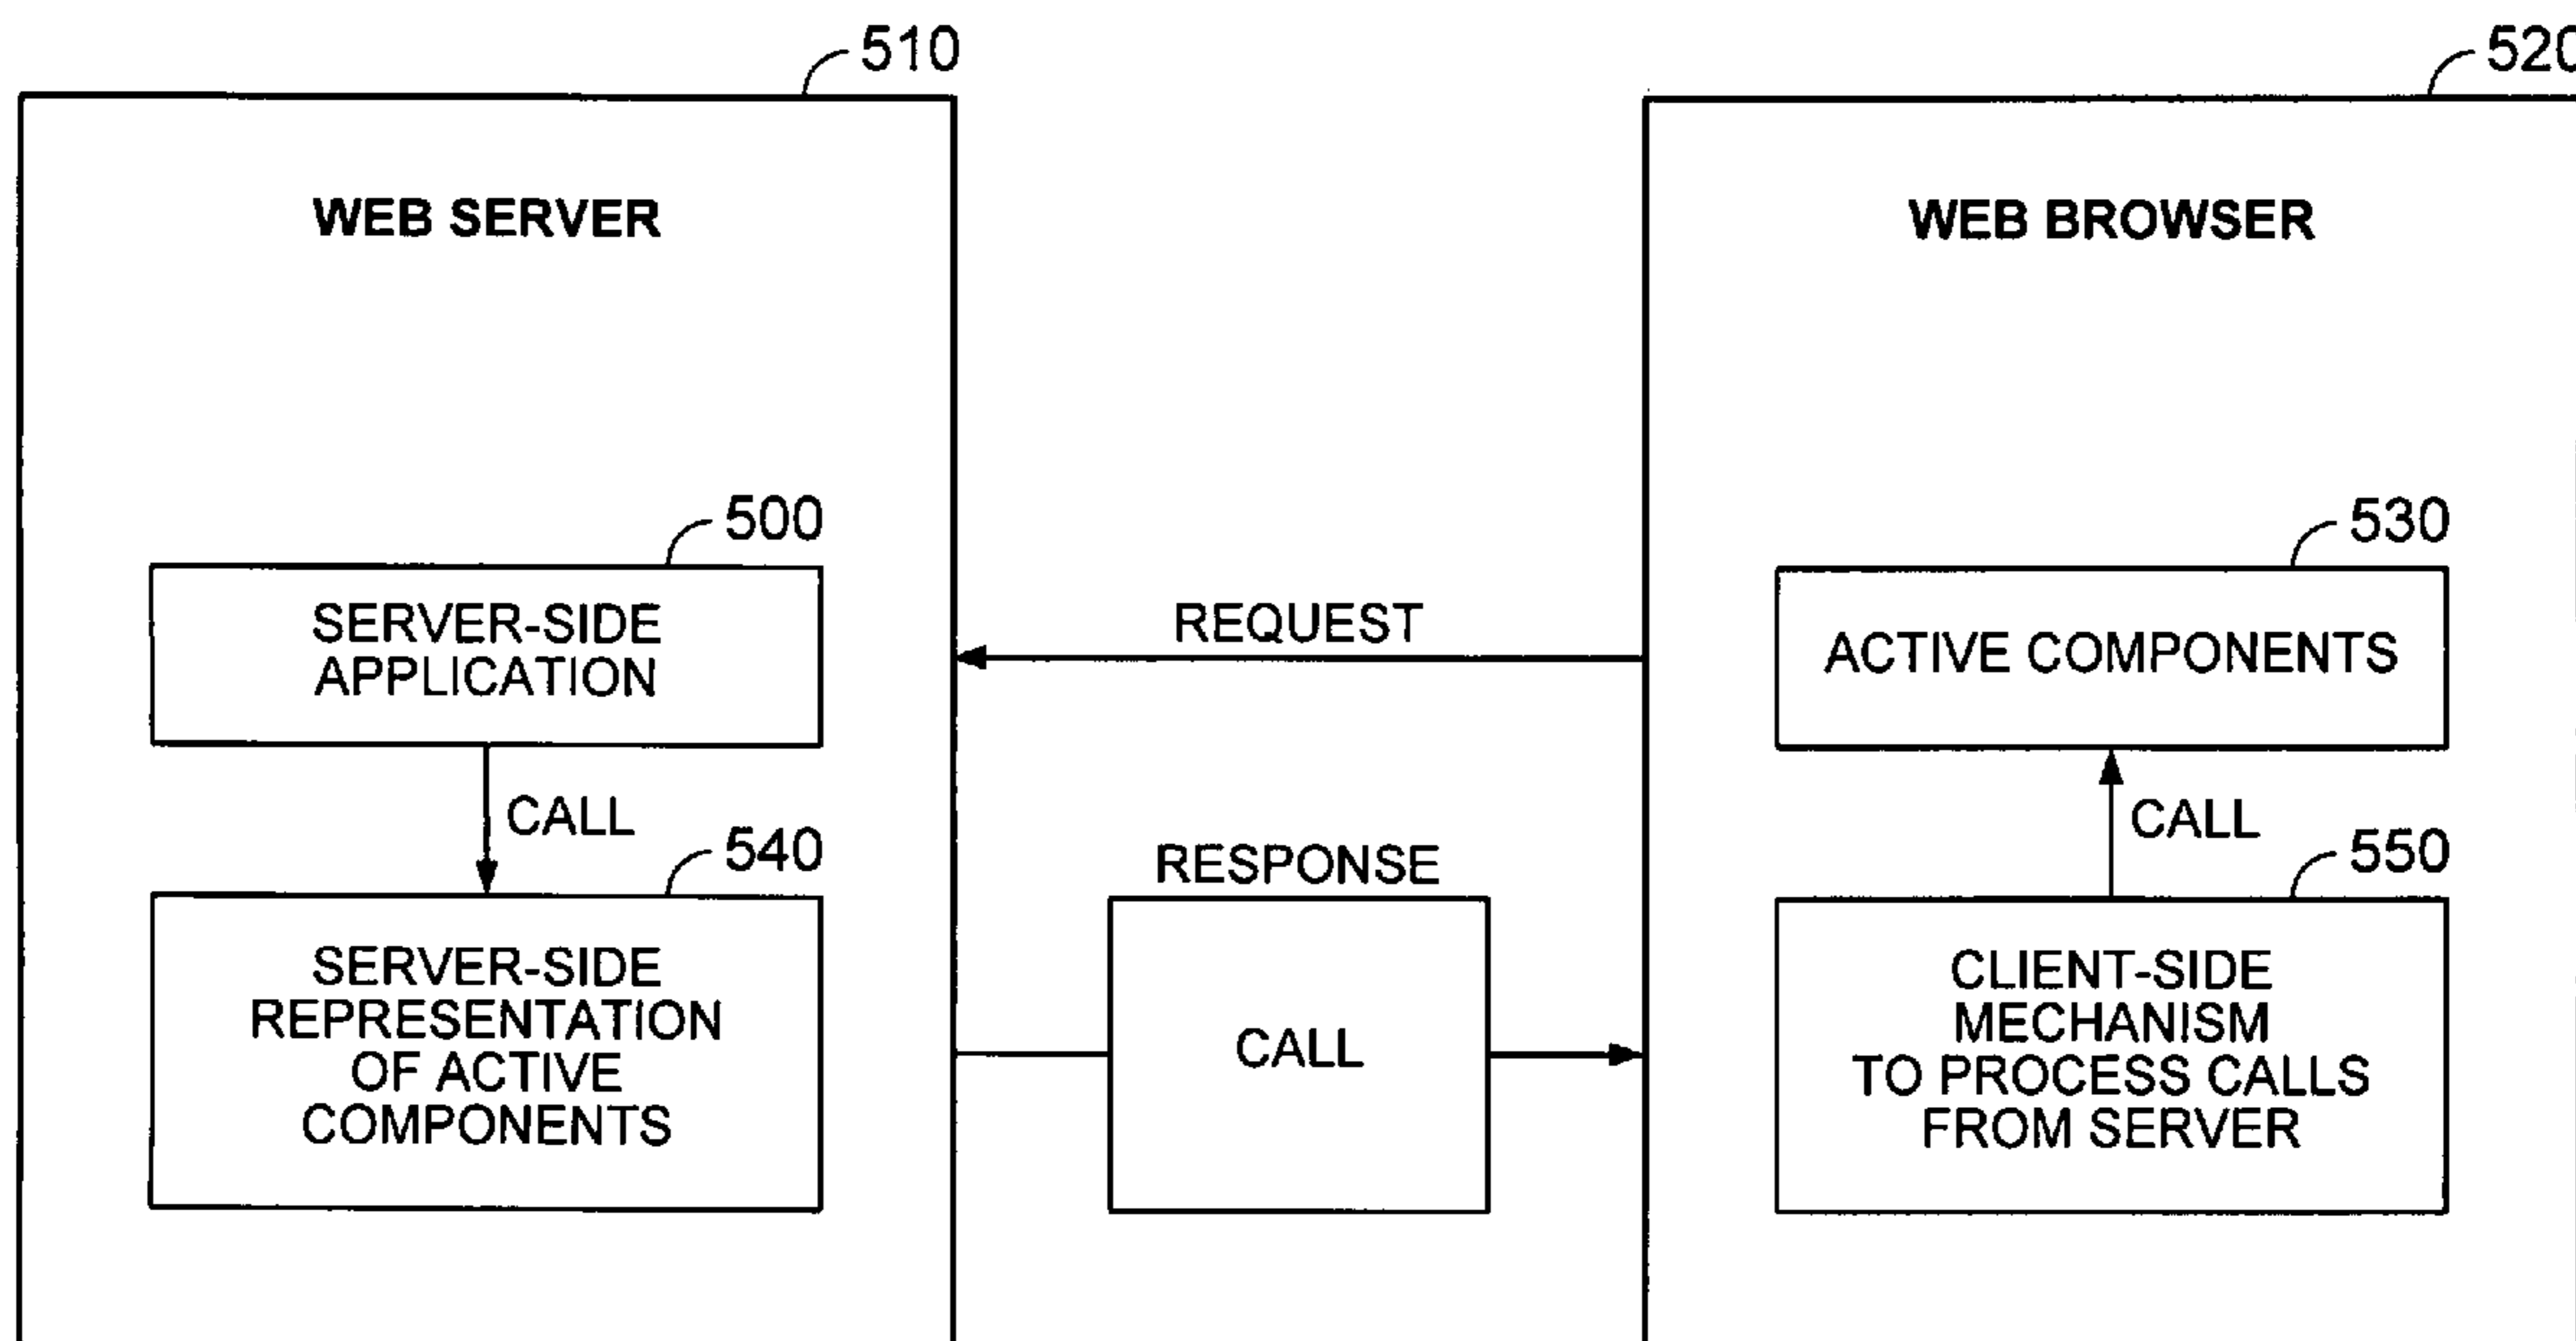 510
520
WEB SERVER
WEB BROWSER
500
530
SERVER-SIDE
APPLICATION
REQUEST
ACTIVE COMPONENTS
CALL
CALL
540
RESPONSE
550
SERVER-SIDE
REPRESENTATION
OF ACTIVE
COMPONENTS
CALL
CLIENT-SIDE
MECHANISM
TO PROCESS CALLS
FROM SERVER